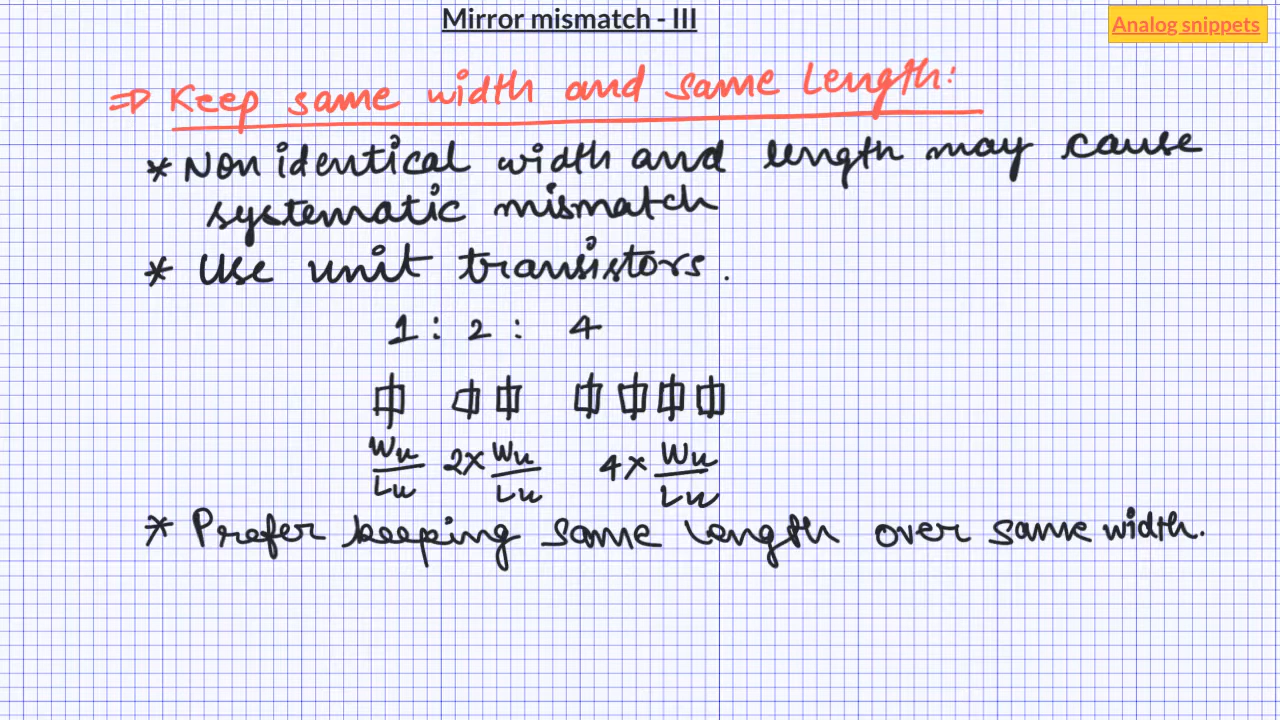 Mirror mismatch - III
Analog snippets
⇒ Keep same width and same Length:
* Non identical width and length may cause
systematic mismatch
* Use unit transistors.
1 : 2 : 4
Wu/Lu 2x Wu/Lu 4x Wu/Lu
* Prefer keeping same length over same width.